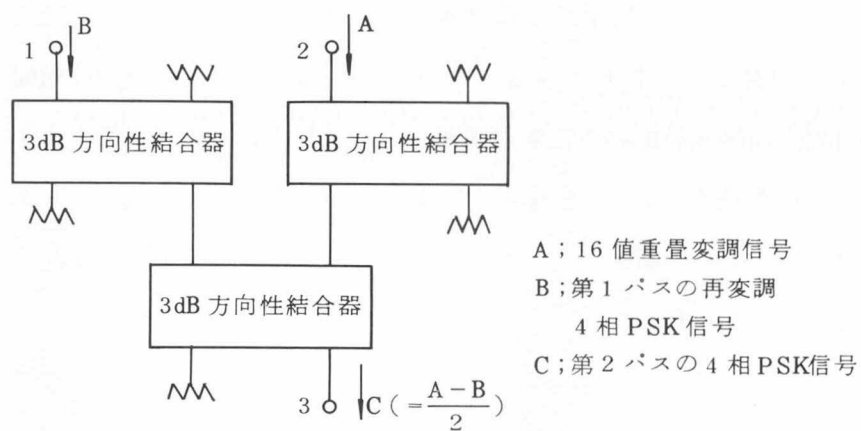 B
1
A
2
3dB 方向性結合器
3dB 方向性結合器
3dB 方向性結合器
3
C (=\frac{A-B}{2})
A ; 16 値重畳変調信号
B ; 第1 パスの再変調
4 相 PSK 信号
C ; 第2 パスの 4 相 PSK信号